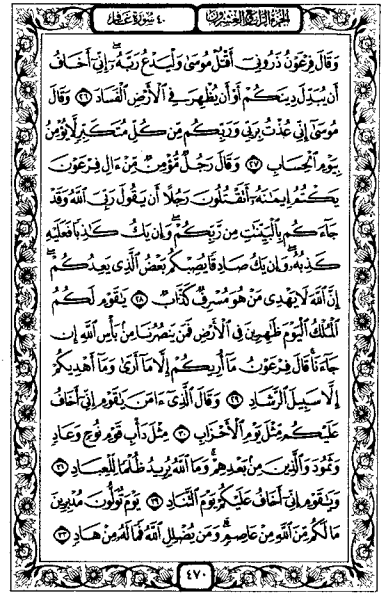 الجزء الرابع والعشرون ٤٠ سورة غافر
وَقَالَ فِرْعَوْنُ ذَرُونِىٓ أَقْتُلْ مُوسَىٰ وَلْيَدْعُ رَبَّهُۥٓ إِنِّىٓ أَخَافُ
أَن يُبَدِّلَ دِينَكُمْ أَوْ أَن يُظْهِرَ فِى ٱلْأَرْضِ ٱلْفَسَادَ ٢٦ وَقَالَ
مُوسَىٰٓ إِنِّى عُذْتُ بِرَبِّى وَرَبِّكُم مِّن كُلِّ مُتَكَبِّرٍ لَّا يُؤْمِنُ
بِيَوْمِ ٱلْحِسَابِ ٢٧ وَقَالَ رَجُلٌ مُّؤْمِنٌ مِّنْ ءَالِ فِرْعَوْنَ
يَكْتُمُ إِيمَٰنَهُۥٓ أَتَقْتُلُونَ رَجُلًا أَن يَقُولَ رَبِّىَ ٱللَّهُ وَقَدْ
جَآءَكُم بِٱلْبَيِّنَٰتِ مِن رَّبِّكُمْ وَإِن يَكُ كَٰذِبًا فَعَلَيْهِ
كَذِبُهُۥ وَإِن يَكُ صَادِقًا يُصِبْكُم بَعْضُ ٱلَّذِى يَعِدُكُمْ
إِنَّ ٱللَّهَ لَا يَهْدِى مَنْ هُوَ مُسْرِفٌ كَذَّابٌ ٢٨ يَٰقَوْمِ لَكُمُ
ٱلْمُلْكُ ٱلْيَوْمَ ظَٰهِرِينَ فِى ٱلْأَرْضِ فَمَن يَنصُرُنَا مِنۢ بَأْسِ ٱللَّهِ إِن
جَآءَنَا قَالَ فِرْعَوْنُ مَآ أُرِيكُمْ إِلَّا مَآ أَرَىٰ وَمَآ أَهْدِيكُمْ
إِلَّا سَبِيلَ ٱلرَّشَادِ ٢٩ وَقَالَ ٱلَّذِىٓ ءَامَنَ يَٰقَوْمِ إِنِّىٓ أَخَافُ
عَلَيْكُم مِّثْلَ يَوْمِ ٱلْأَحْزَابِ ٣٠ مِثْلَ دَأْبِ قَوْمِ نُوحٍ وَعَادٍ
وَثَمُودَ وَٱلَّذِينَ مِنۢ بَعْدِهِمْ وَمَا ٱللَّهُ يُرِيدُ ظُلْمًا لِّلْعِبَادِ ٣١
وَيَٰقَوْمِ إِنِّىٓ أَخَافُ عَلَيْكُمْ يَوْمَ ٱلتَّنَادِ ٣٢ يَوْمَ تُوَلُّونَ مُدْبِرِينَ
مَا لَكُم مِّنَ ٱللَّهِ مِنْ عَاصِمٍ وَمَن يُضْلِلِ ٱللَّهُ فَمَا لَهُۥ مِنْ هَادٍ ٣٣
٤٧٠